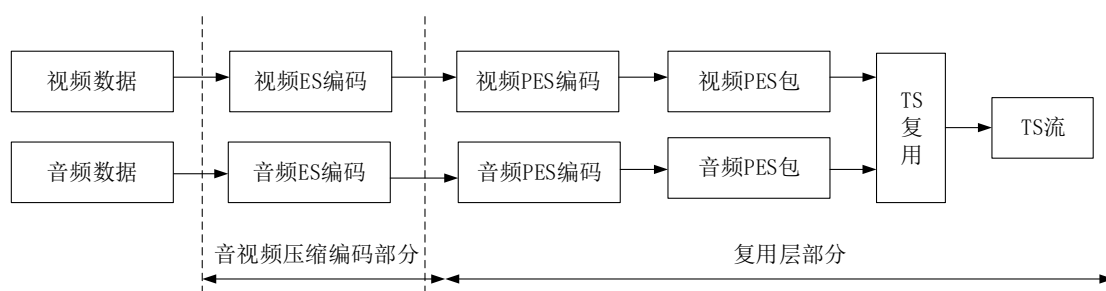 视频数据
视频ES编码
视频PES编码
视频PES包
TS
复
用
TS流
音频数据
音频ES编码
音频PES编码
音频PES包
音视频压缩编码部分
复用层部分